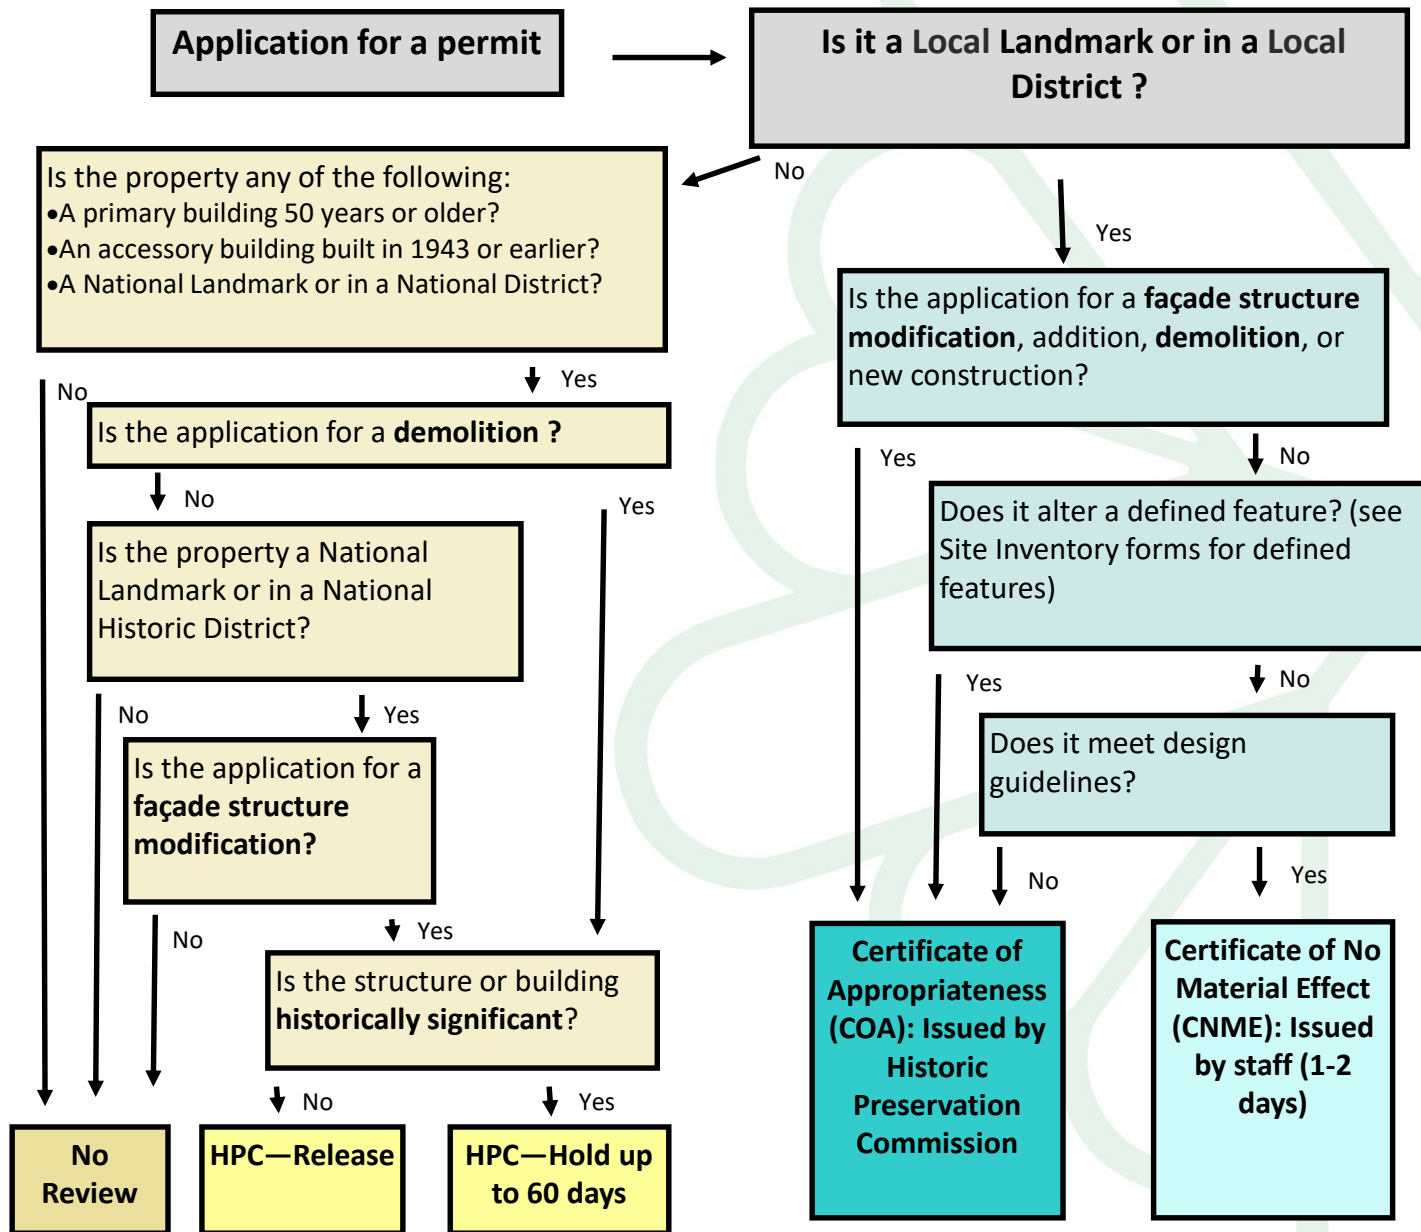 Application for a permit
Is it a Local Landmark or in a Local
District ?
No
Yes
Is the property any of the following:
•A primary building 50 years or older?
•An accessory building built in 1943 or earlier?
•A National Landmark or in a National District?
No
Yes
Is the application for a demolition ?
No
Yes
Is the property a National
Landmark or in a National
Historic District?
No
Yes
Is the application for a
façade structure
modification?
No
Yes
Is the structure or building
historically significant?
No
Yes
No
Review
HPC—Release
HPC—Hold up
to 60 days
Is the application for a façade structure
modification, addition, demolition, or
new construction?
Yes
No
Does it alter a defined feature? (see
Site Inventory forms for defined
features)
Yes
No
Does it meet design
guidelines?
No
Yes
Certificate of
Appropriateness
(COA): Issued by
Historic
Preservation
Commission
Certificate of No
Material Effect
(CNME): Issued
by staff (1-2
days)